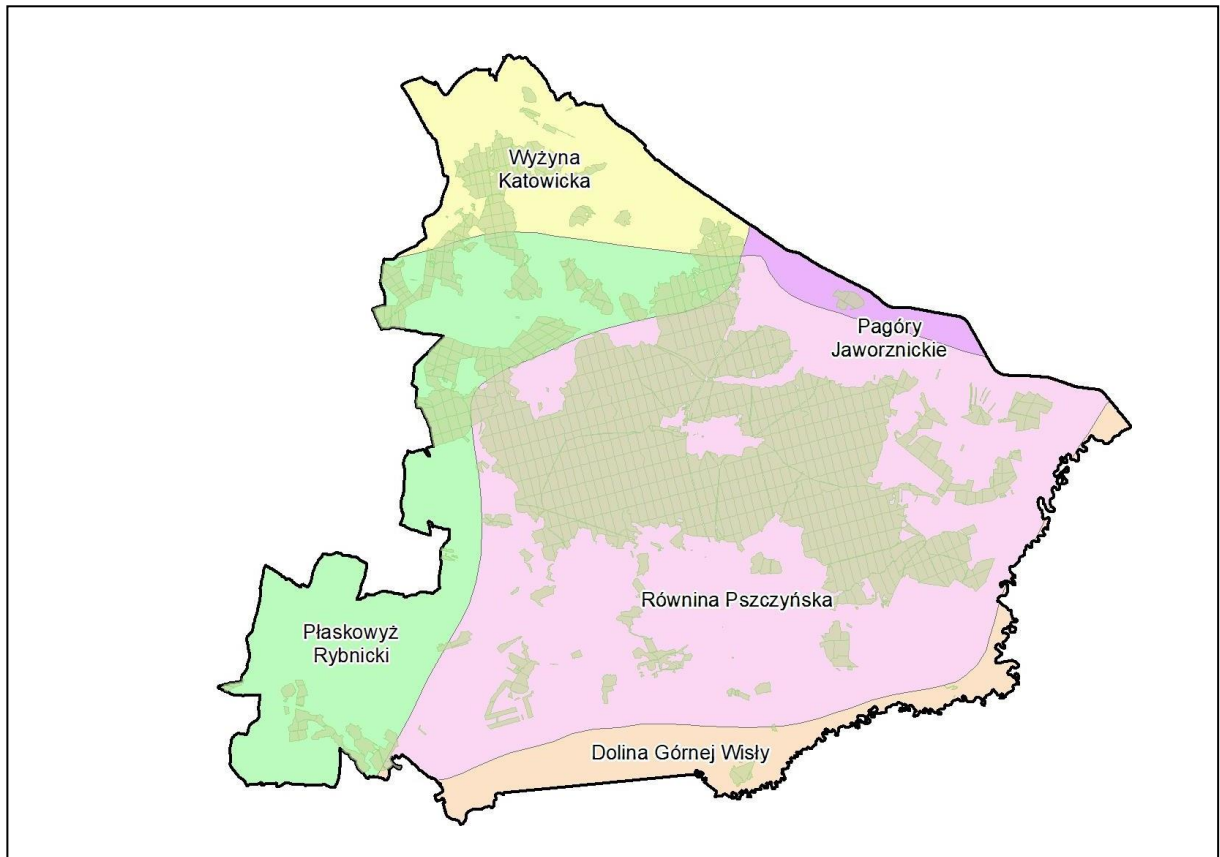 Wyżyna
Katowicka
Pagóry
Jaworznickie
Równina Pszczyńska
Płaskowyż
Rybnicki
Dolina Górnej Wisły